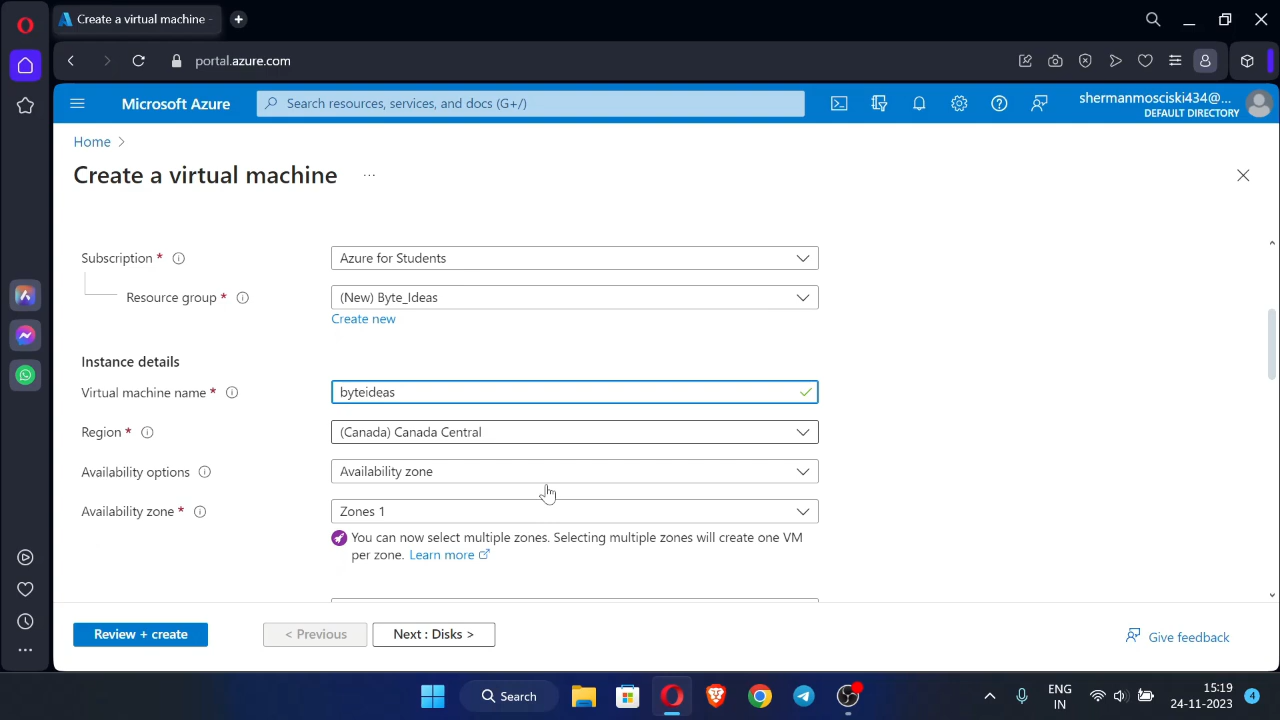 Create a virtual machine -
portal.azure.com
Microsoft Azure
Search resources, services, and docs (G+/)
shermanmosciski434@...
DEFAULT DIRECTORY
Home >
Create a virtual machine ...
Subscription *
Azure for Students
Resource group *
(New) Byte_Ideas
Create new
Instance details
Virtual machine name *
byteideas
Region *
(Canada) Canada Central
Availability options
Availability zone
Availability zone *
Zones 1
You can now select multiple zones. Selecting multiple zones will create one VM
per zone. Learn more
Review + create
< Previous
Next : Disks >
Give feedback
Search
ENG
IN
15:19
24-11-2023
4